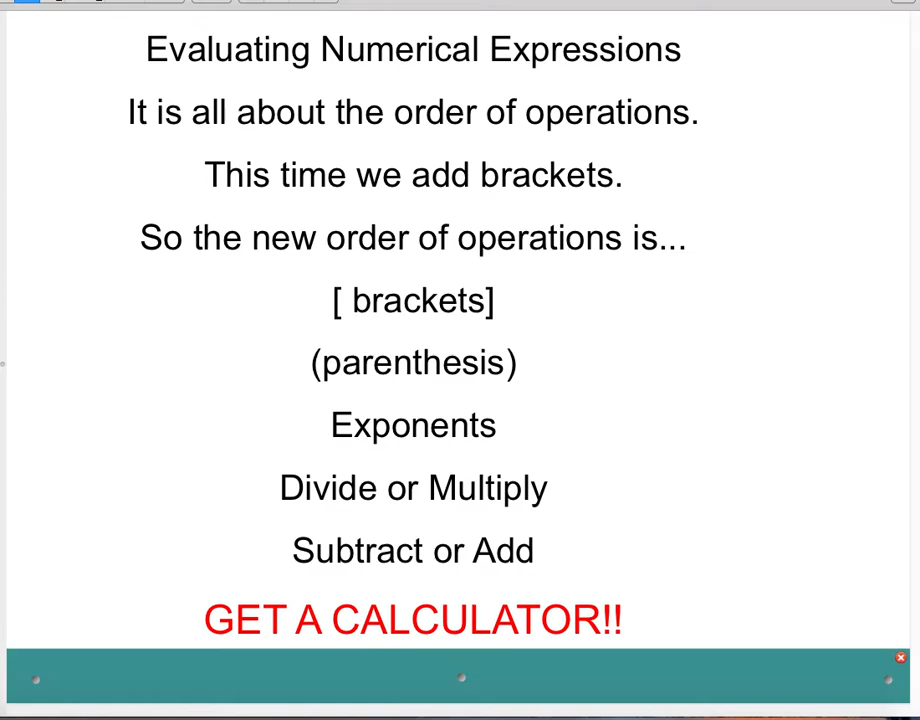 Evaluating Numerical Expressions
It is all about the order of operations.
This time we add brackets.
So the new order of operations is...
[ brackets]
(parenthesis)
Exponents
Divide or Multiply
Subtract or Add
GET A CALCULATOR!!